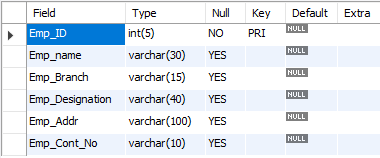 Field Type Null Key Default Extra
Emp_ID int(5) NO PRI NULL
Emp_name varchar(30) YES NULL
Emp_Branch varchar(15) YES NULL
Emp_Designation varchar(40) YES NULL
Emp_Addr varchar(100) YES NULL
Emp_Cont_No varchar(10) YES NULL